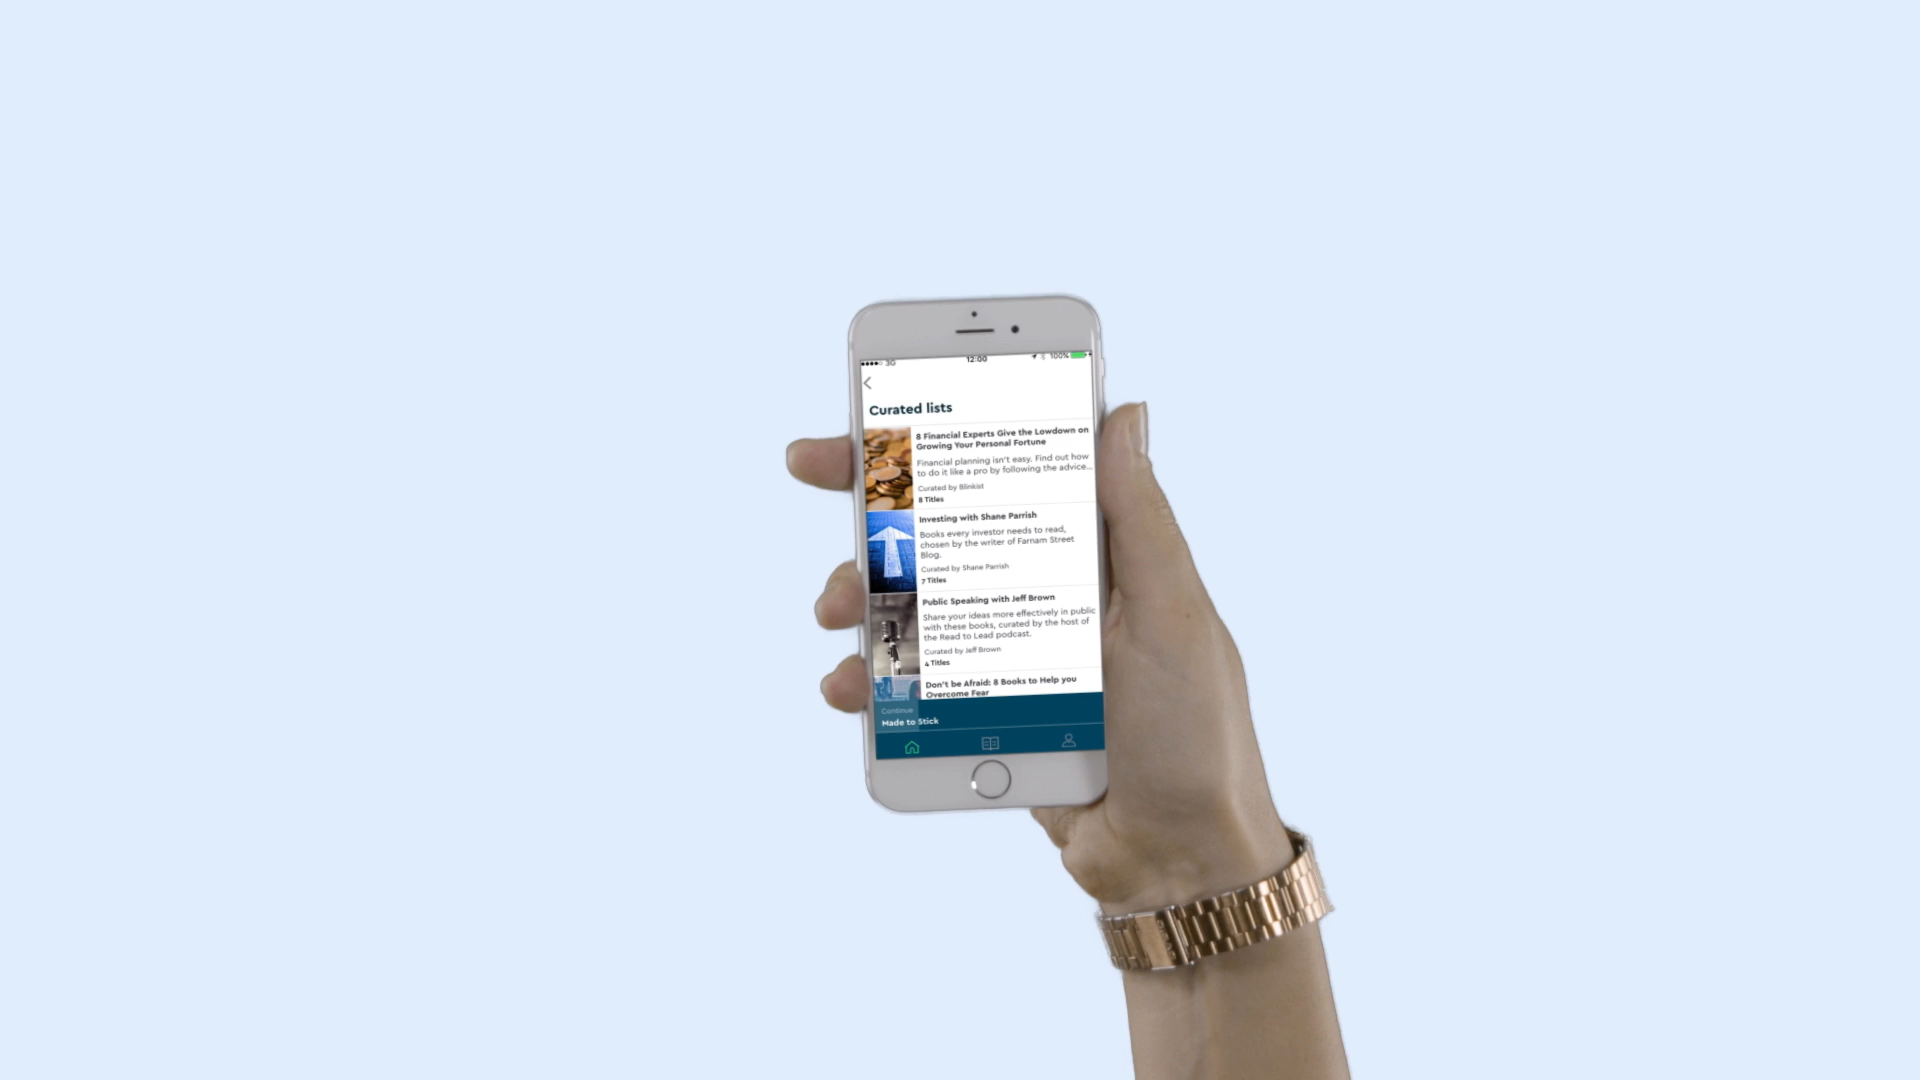 3G 12:00 100%
Curated lists
8 Financial Experts Give the Lowdown on
Growing Your Personal Fortune
Financial planning isn't easy. Find out how
to do it like a pro by following the advice...
Curated by Blinkist
8 Titles
Investing with Shane Parrish
Books every investor needs to read,
chosen by the writer of Farnam Street
Blog.
Curated by Shane Parrish
7 Titles
Public Speaking with Jeff Brown
Share your ideas more effectively in public
with these books, curated by the host of
the Read to Lead podcast.
Curated by Jeff Brown
4 Titles
Don't be Afraid: 8 Books to Help you
Overcome Fear
Continue
Made to Stick